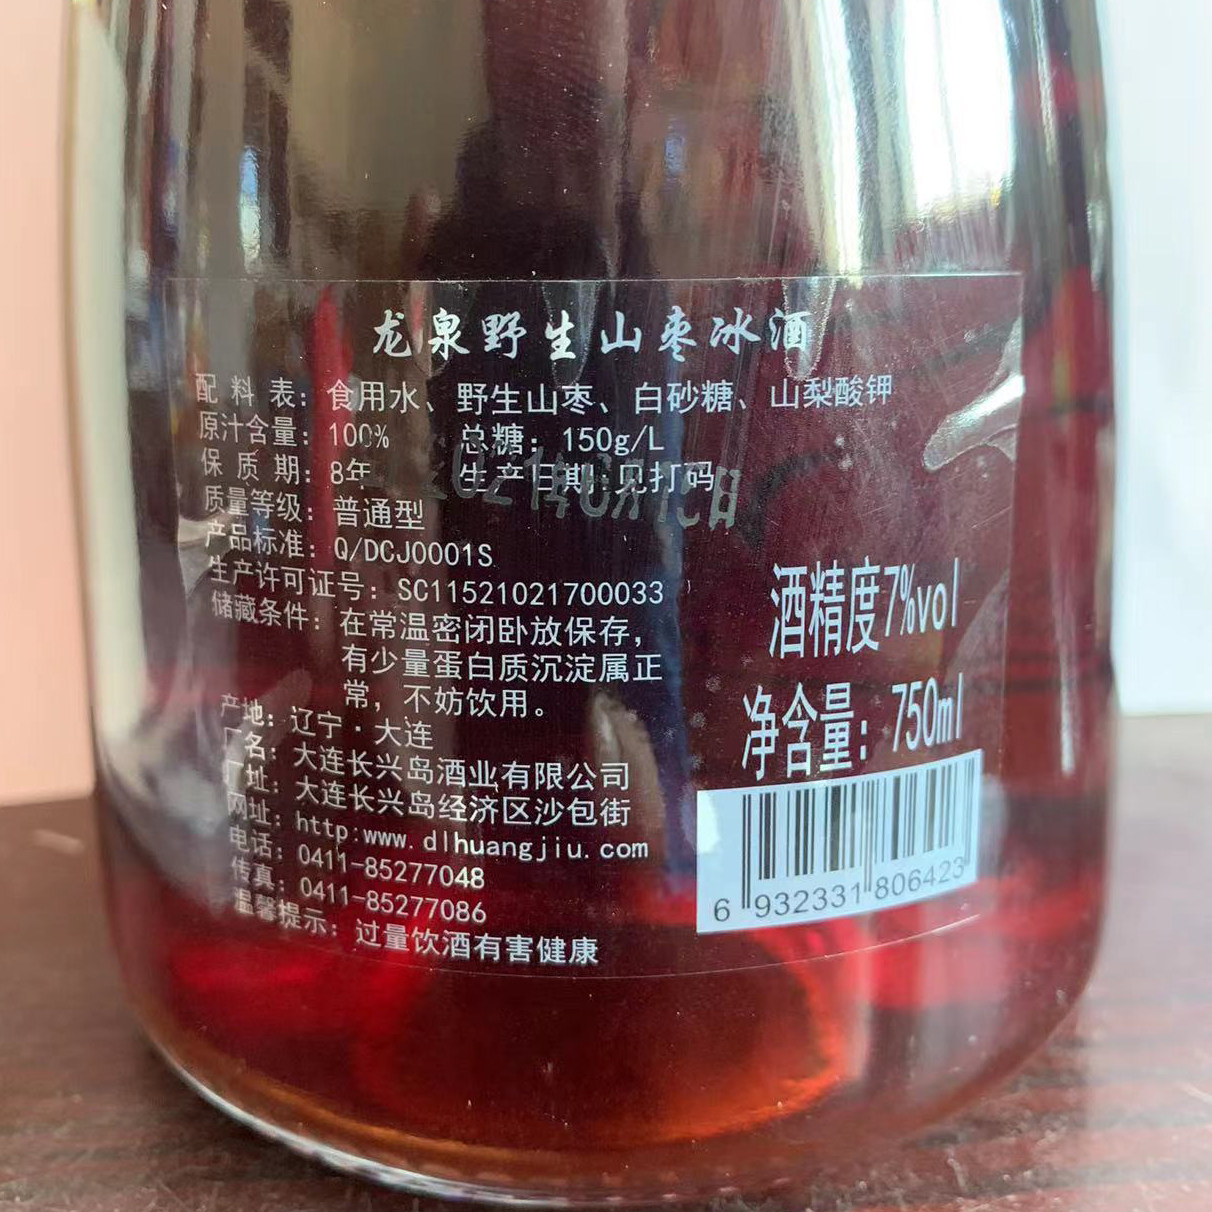 龙泉野生山枣冰酒
配料表：食用水、野生山枣、白砂糖、山梨酸钾
原汁含量：100% 总糖：150g/L
保质期：8年 生产日期：见打码
质量等级：普通型
产品标准：Q/DCJ0001S
生产许可证号：SC11521021700033
储藏条件：在常温密闭卧放保存，
有少量蛋白质沉淀属正
常，不妨饮用。
产地：辽宁·大连
厂名：大连长兴岛酒业有限公司
厂址：大连长兴岛经济区沙包街
网址：http:www.dlhuangjiu.com
电话：0411-85277048
传真：0411-85277086
温馨提示：过量饮酒有害健康
酒精度7%vol
净含量：750ml
6 932331 806423